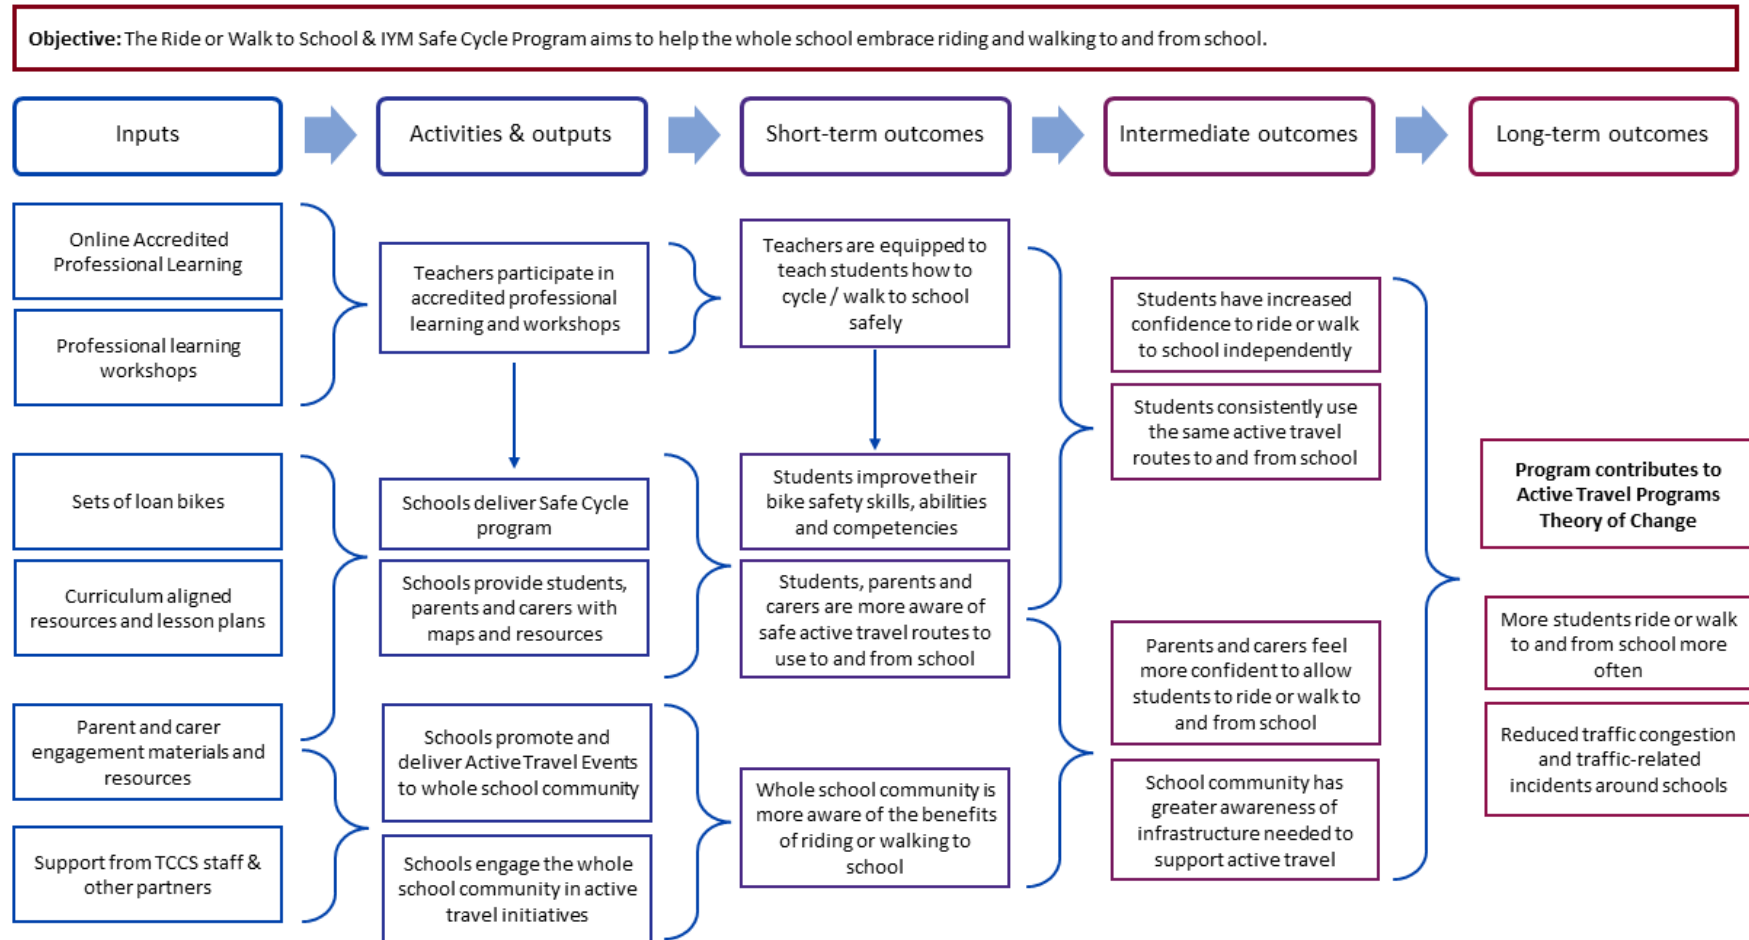 Objective: The Ride or Walk to School & IYM Safe Cycle Program aims to help the whole school embrace riding and walking to and from school.
Inputs
Activities & outputs
Short-term outcomes
Intermediate outcomes
Long-term outcomes
Online Accredited
Professional Learning
Professional learning
workshops
Sets of loan bikes
Curriculum aligned
resources and lesson plans
Parent and carer
engagement materials and
resources
Support from TCCS staff &
other partners
Teachers participate in
accredited professional
learning and workshops
Schools deliver Safe Cycle
program
Schools provide students,
parents and carers with
maps and resources
Schools promote and
deliver Active Travel Events
to whole school community
Schools engage the whole
school community in active
travel initiatives
Teachers are equipped to
teach students how to
cycle / walk to school
safely
Students improve their
bike safety skills, abilities
and competencies
Students, parents and
carers are more aware of
safe active travel routes to
use to and from school
Whole school community is
more aware of the benefits
of riding or walking to
school
Students have increased
confidence to ride or walk
to school independently
Students consistently use
the same active travel
routes to and from school
Parents and carers feel
more confident to allow
students to ride or walk to
and from school
School community has
greater awareness of
infrastructure needed to
support active travel
Program contributes to
Active Travel Programs
Theory of Change
More students ride or walk
to and from school more
often
Reduced traffic congestion
and traffic-related
incidents around schools